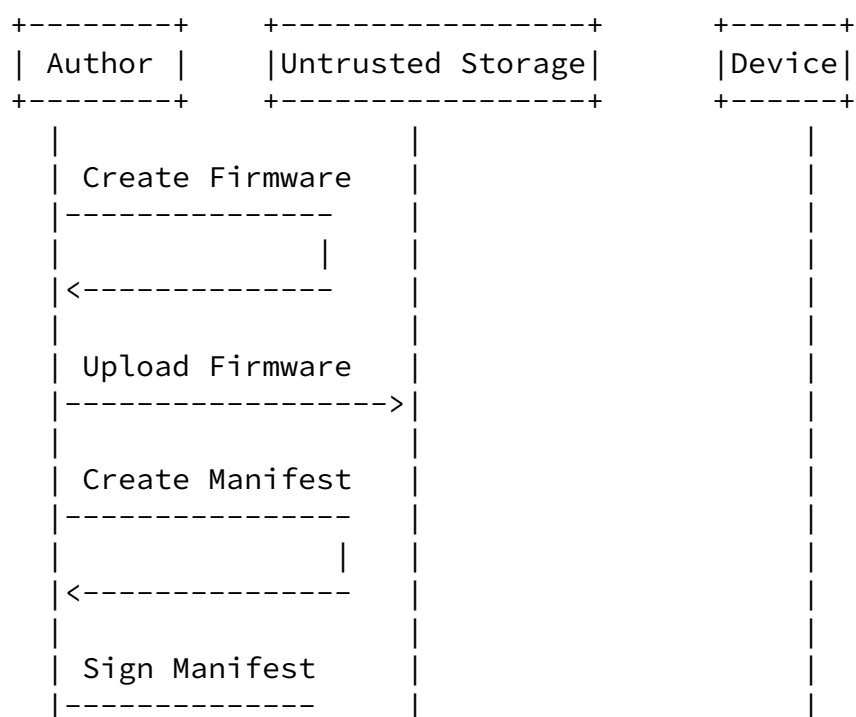 Author Untrusted Storage Device
Create Firmware
Upload Firmware
Create Manifest
Sign Manifest